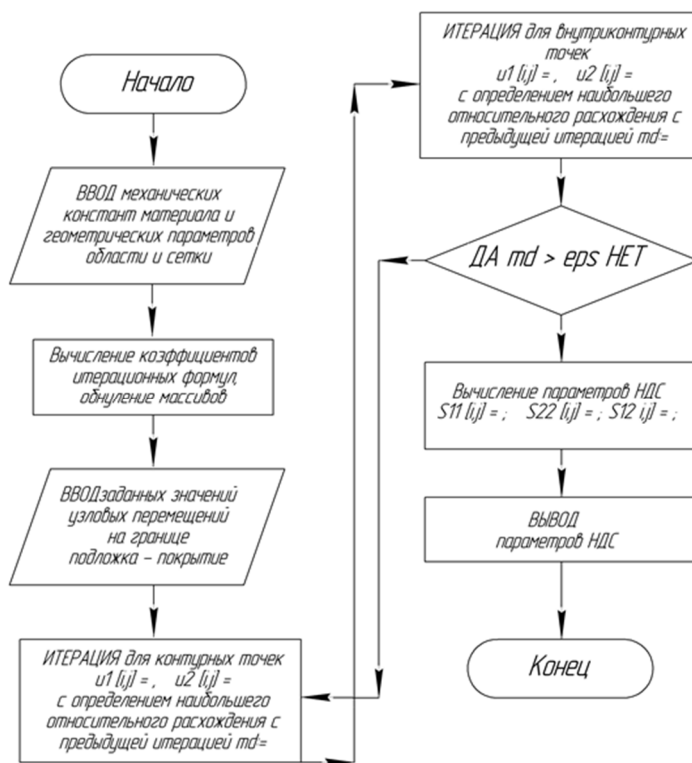 Начало
ВВОД механических
констант материала и
геометрических параметров
области и сетки
Вычисление коэффициентов
итерационных формул,
обнуление массивов
ВВОДзаданных значений
узловых перемещений
на границе
подложка – покрытие
ИТЕРАЦИЯ для контурных точек
u1 [i,j] = , u2 [i,j] =
с определением наибольшего
относительного расхождения с
предыдущей итерацией md=
ИТЕРАЦИЯ для внутриконтурных
точек
u1 [i,j] = , u2 [i,j] =
с определением наибольшего
относительного расхождения с
предыдущей итерацией md=
ДА md > eps НЕТ
Вычисление параметров НДС
S11 [i,j] = ; S22 [i,j] = ; S12 i,j] = ;
ВЫВОД
параметров НДС
Конец